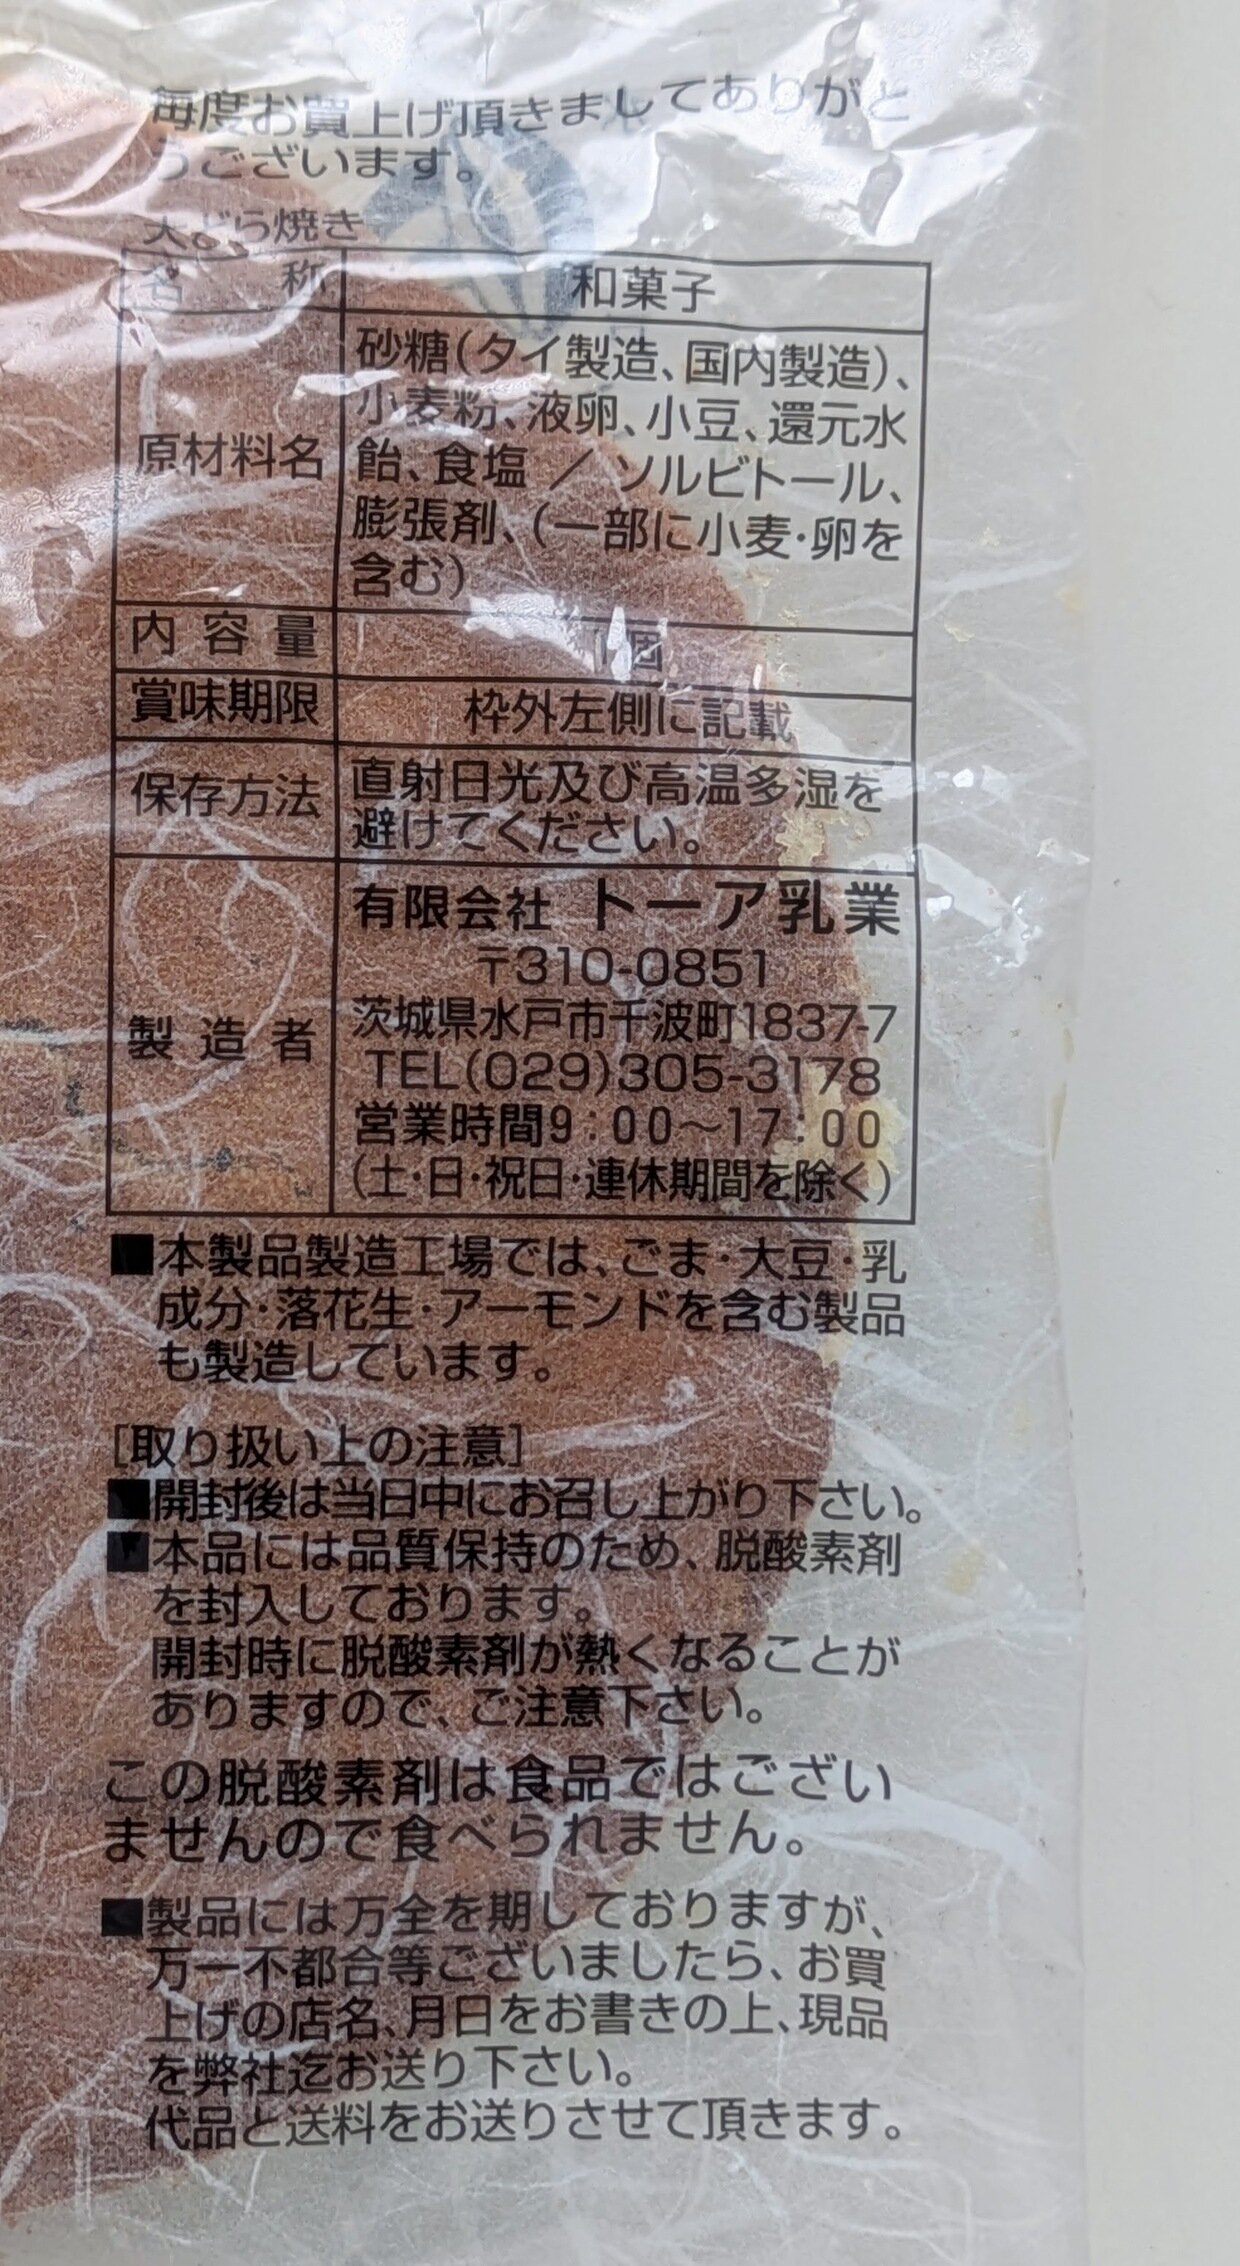 毎度お買上げ頂きましてありがと
うございます。
大どら焼き
名 称 和菓子
原材料名 砂糖(タイ製造、国内製造)、
小麦粉、液卵、小豆、還元水
飴、食塩 / ソルビトール、
膨張剤、(一部に小麦・卵を
含む)
内容量 1個
賞味期限 枠外左側に記載
保存方法 直射日光及び高温多湿を
避けてください。
製造者 有限会社 トーア乳業
〒310-0851
茨城県水戸市千波町1837-7
TEL(029)305-3178
営業時間9:00〜17:00
(土・日・祝日・連休期間を除く)
■本製品製造工場では、ごま・大豆・乳
成分・落花生・アーモンドを含む製品
も製造しています。
[取り扱い上の注意]
■開封後は当日中にお召し上がり下さい。
■本品には品質保持のため、脱酸素剤
を封入しております。
開封時に脱酸素剤が熱くなることが
ありますので、ご注意下さい。
この脱酸素剤は食品ではござい
ませんので食べられません。
■製品には万全を期しておりますが、
万一不都合等ございましたら、お買
上げの店名、月日をお書きの上、現品
を弊社迄お送り下さい。
代品と送料をお送りさせて頂きます。